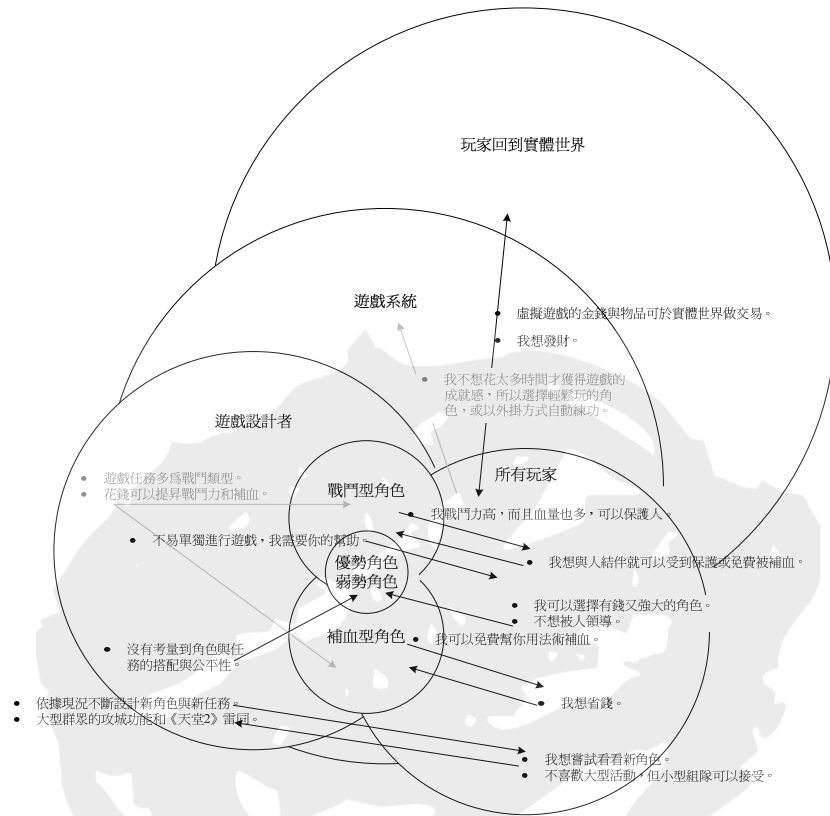 玩家回到實體世界
遊戲系統
● 虛擬遊戲的金錢與物品可於實體世界做交易。
● 我想發財。
● 我不想花太多時間才獲得遊戲的
成就感，所以選擇輕鬆玩的角
色，或以外掛方式自動練功。
遊戲設計者
所有玩家
● 遊戲任務多爲戰鬥類型。
● 花錢可以提昇戰鬥力和補血。
戰鬥型角色
● 我戰鬥力高，而且血量也多，可以保護人。
● 不易單獨進行遊戲，我需要你的幫助。
● 我想與人結伴就可以受到保護或免費被補血。
優勢角色
弱勢角色
● 我可以選擇有錢又強大的角色。
● 不想被人領導。
補血型角色
● 我可以免費幫你用法術補血。
● 沒有考量到角色與任
務的搭配與公平性。
● 我想省錢。
● 依據現況不斷設計新角色與新任務。
● 大型群眾的攻城功能和《天堂2》雷同。
● 我想嘗試看看新角色。
● 不喜歡大型活動，但小型組隊可以接受。